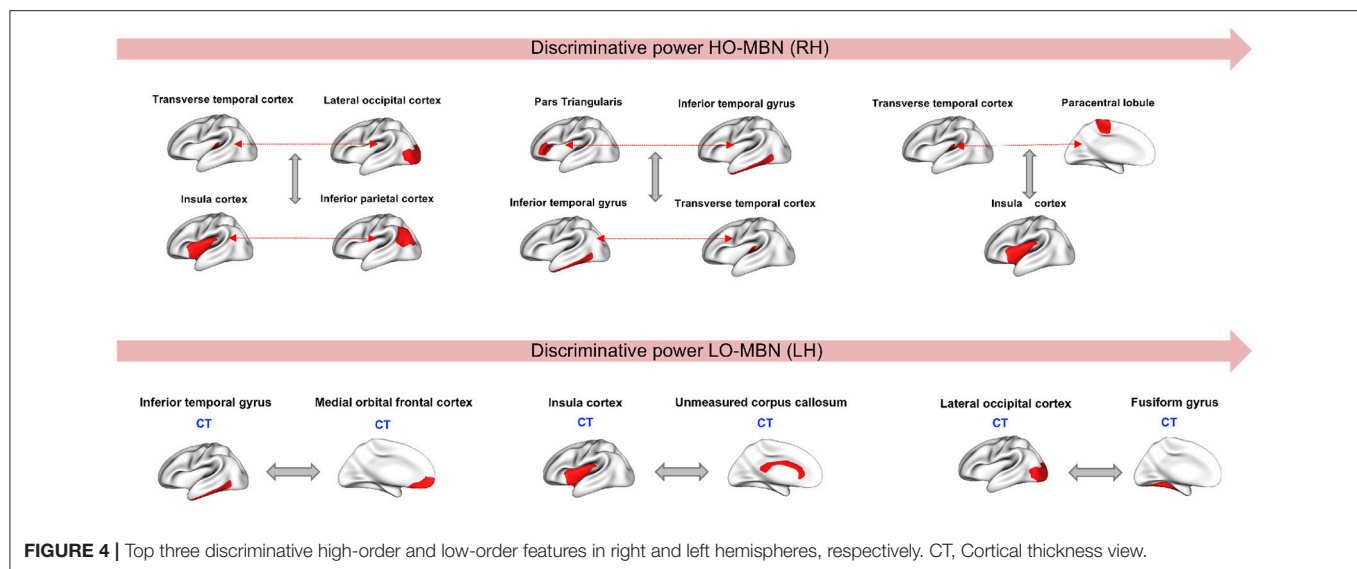 Discriminative power HO-MBN (RH)
Transverse temporal cortex Lateral occipital cortex Pars Triangularis Inferior temporal gyrus Transverse temporal cortex Paracentral lobule
Insula cortex Inferior parietal cortex Inferior temporal gyrus Transverse temporal cortex Insula cortex
Discriminative power LO-MBN (LH)
Inferior temporal gyrus Medial orbital frontal cortex Insula cortex Unmeasured corpus callosum Lateral occipital cortex Fusiform gyrus
CT CT CT CT CT CT
FIGURE 4 | Top three discriminative high-order and low-order features in right and left hemispheres, respectively. CT, Cortical thickness view.